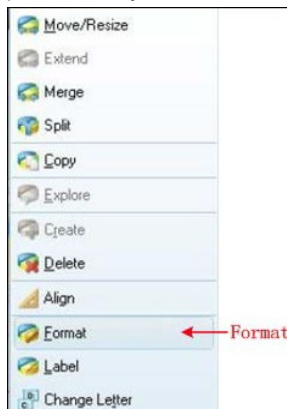 Move/Resize
Extend
Merge
Split
Copy
Explore
Create
Delete
Align
Format Format
Label
Change Letter